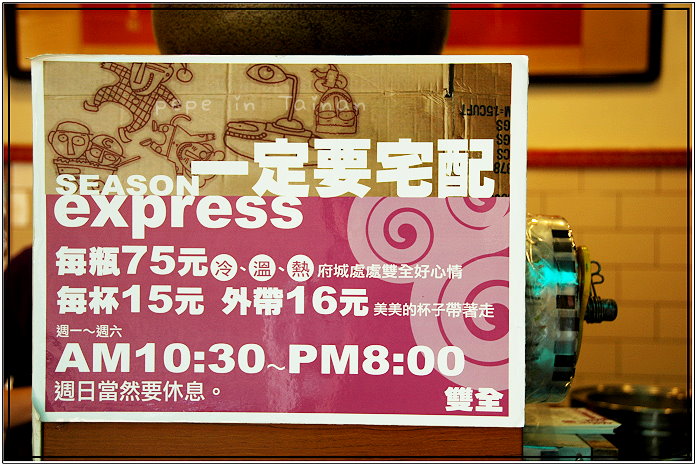 pepe in Tainan
一定要宅配
SEASON
express
每瓶75元 冷、溫、熱 府城處處雙全好心情
每杯15元 外帶16元 美美的杯子帶著走
週一～週六
AM10:30~PM8:00
週日當然要休息。
雙全